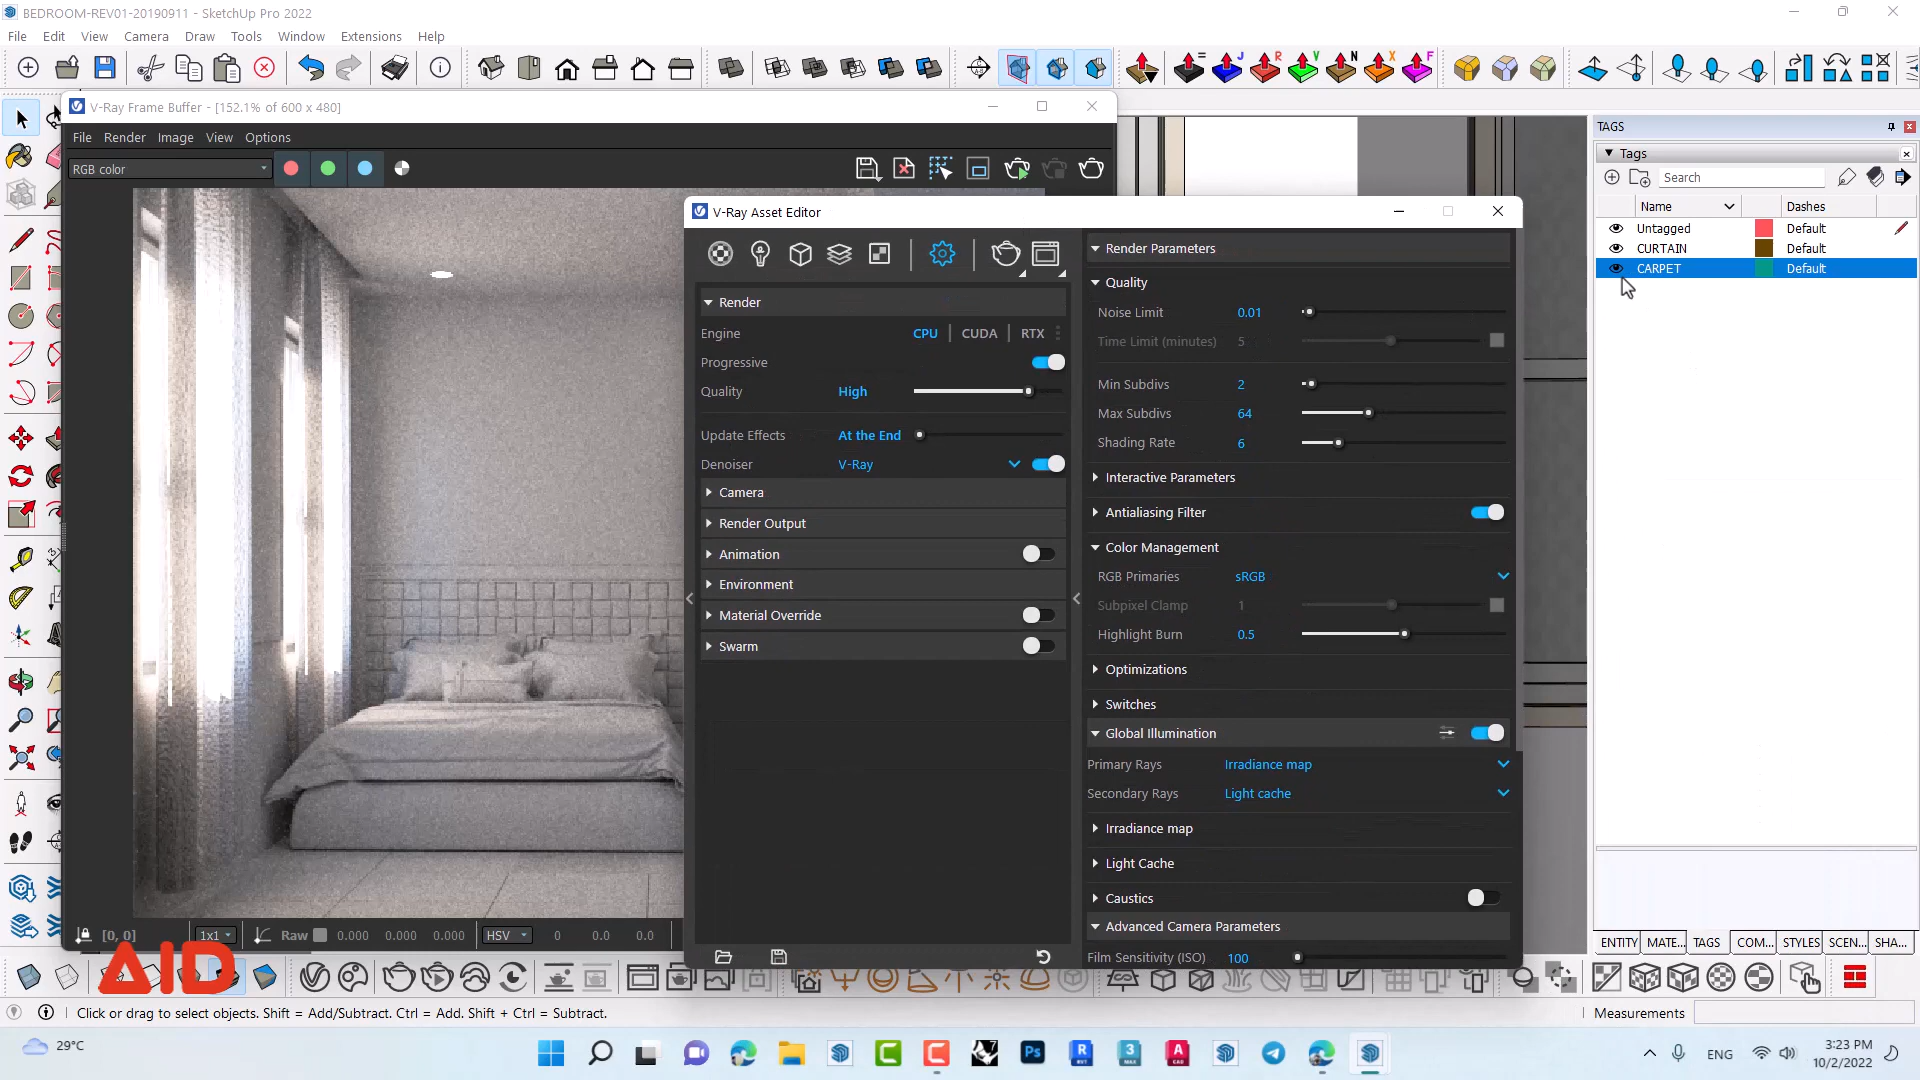 BEDROOM-REV01-20190911 - SketchUp Pro 2022
File Edit View Camera Draw Tools Window Extensions Help
V-Ray Frame Buffer - [152.1% of 600 x 480]
File Render Image View Options
RGB color
V-Ray Asset Editor
Render
Engine CPU CUDA RTX
Progressive
Quality High
Update Effects At the End
Denoiser V-Ray
Camera
Render Output
Animation
Environment
Material Override
Swarm
Render Parameters
Quality
Noise Limit 0.01
Time Limit (minutes) 5
Min Subdivs 2
Max Subdivs 64
Shading Rate 6
Interactive Parameters
Antialiasing Filter
Color Management
RGB Primaries sRGB
Subpixel Clamp 1
Highlight Burn 0.5
Optimizations
Switches
Global Illumination
Primary Rays Irradiance map
Secondary Rays Light cache
Irradiance map
Light Cache
Caustics
Advanced Camera Parameters
Film Sensitivity (ISO) 100
TAGS
Tags
Search
Name Dashes
Untagged Default
CURTAIN Default
CARPET Default
ENTITY MATE... TAGS COM... STYLES SCEN... SHA...
[0, 0] 1x1 Raw 0.000 0.000 0.000 HSV 0 0.0 0.0
AID
Click or drag to select objects. Shift = Add/Subtract. Ctrl = Add. Shift + Ctrl = Subtract.
Measurements
29°C
Ps
ENG
3:23 PM
10/2/2022